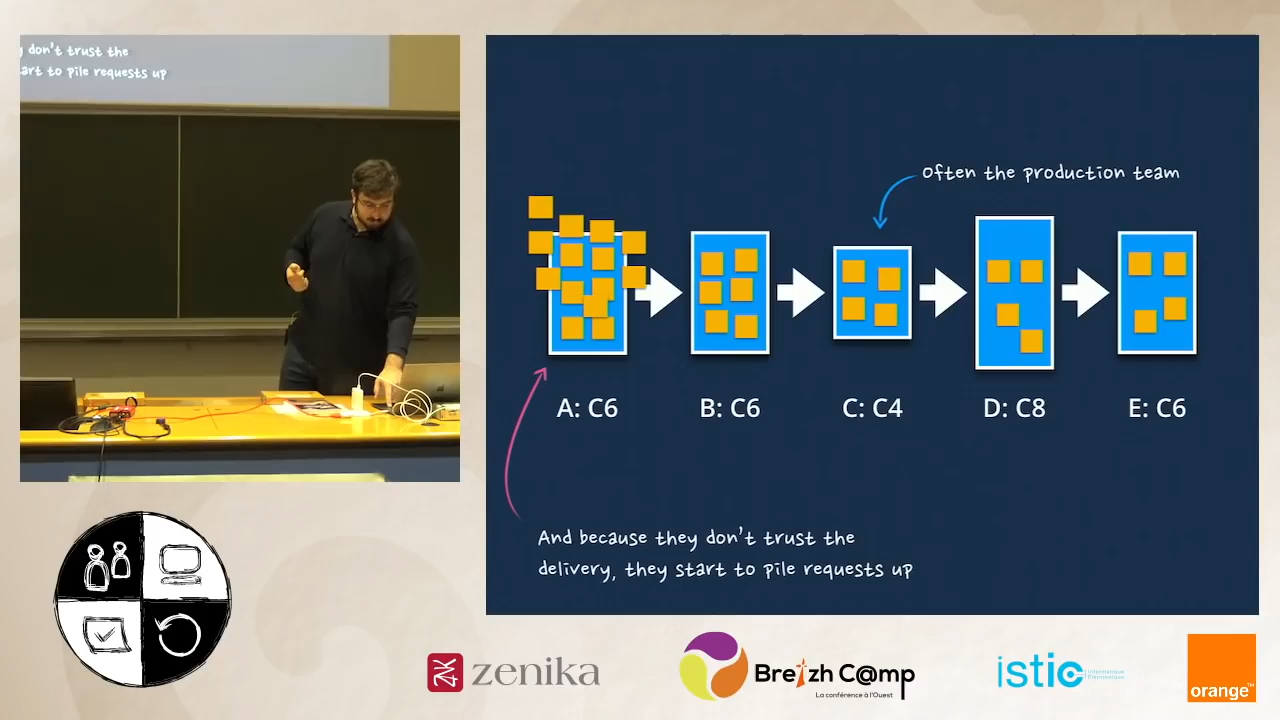 y don't trust the
art to pile requests up
often the production team
A: C6
B: C6
C: C4
D: C8
E: C6
And because they don't trust the
delivery, they start to pile requests up
zenika
Breizh C@mp
La conférence à l'Ouest
istic
Informatique
Électronique
orange™